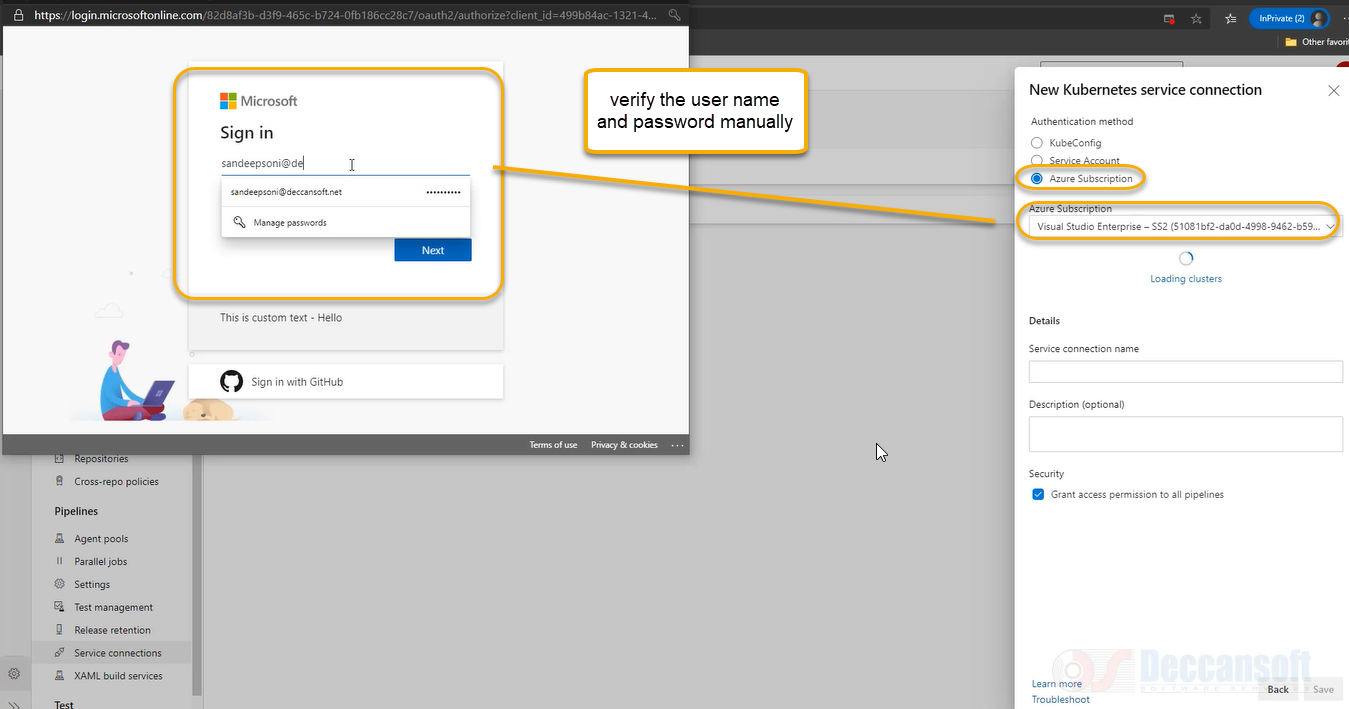 https://login.microsoftonline.com/82d8af3b-d3f9-465c-b724-0fb186cc28c7/oauth2/authorize?client_id=499b84ac-1321-4...
InPrivate (2)
Other favorit
Microsoft
Sign in
sandeepsoni@de
sandeepsoni@deccansoft.net ••••••••••
Manage passwords
Next
This is custom text - Hello
Sign in with GitHub
Terms of use Privacy & cookies ...
verify the user name
and password manually
New Kubernetes service connection
Authentication method
KubeConfig
Service Account
Azure Subscription
Azure Subscription
Visual Studio Enterprise – SS2 (51081bf2-da0d-4998-9462-b59...
Loading clusters
Details
Service connection name
Description (optional)
Security
Grant access permission to all pipelines
Learn more
Troubleshoot
Back
Save
Deccansoft
SOFTWARE SERVICES
Repositories
Cross-repo policies
Pipelines
Agent pools
Parallel jobs
Settings
Test management
Release retention
Service connections
XAML build services
Test